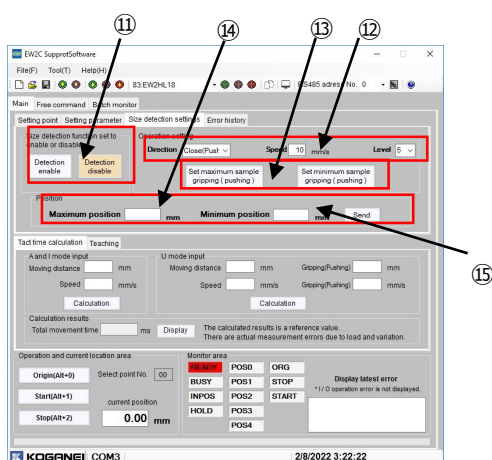 ⑪ ⑭ ⑬ ⑫
EW2C SupprotSoftware
File(F) Tool(T) Help(H)
83:EW2HL18 RS485 adress No. 0
Main Free command Batch monitor
Setting point Setting parameter Size detection settings Error history
Size detection function set to enable or disable
Detection enable
Detection disable
Operation setting
Direction Close(Pusl Speed 10 mm/s Level 5
Set maximum sample gripping ( pushing )
Set minimum sample gripping ( pushing )
Position
Maximum position mm Minimum position mm Send
⑮
Tact time calculation Teaching
A and I mode input
Moving distance mm
Speed mm/s
Calculation
U mode input
Moving distance mm Gripping(Pushing) mm
Speed mm/s Gripping(Pushing) mm/s
Calculation
Calculation results
Total movement time ms Display
The calculated results is a reference value.
There are actual measurement errors due to load and variation.
Operation and current location area
Origin(Alt+0) Select point No. 00
Start(Alt+1)
current position
Stop(Alt+2) 0.00 mm
Monitor area
READY POS0 ORG
BUSY POS1 STOP
INPOS POS2 START
HOLD POS3
POS4
Display latest error
*I / O operation error is not displayed.
KOGANEI COM3 2/8/2022 3:22:22